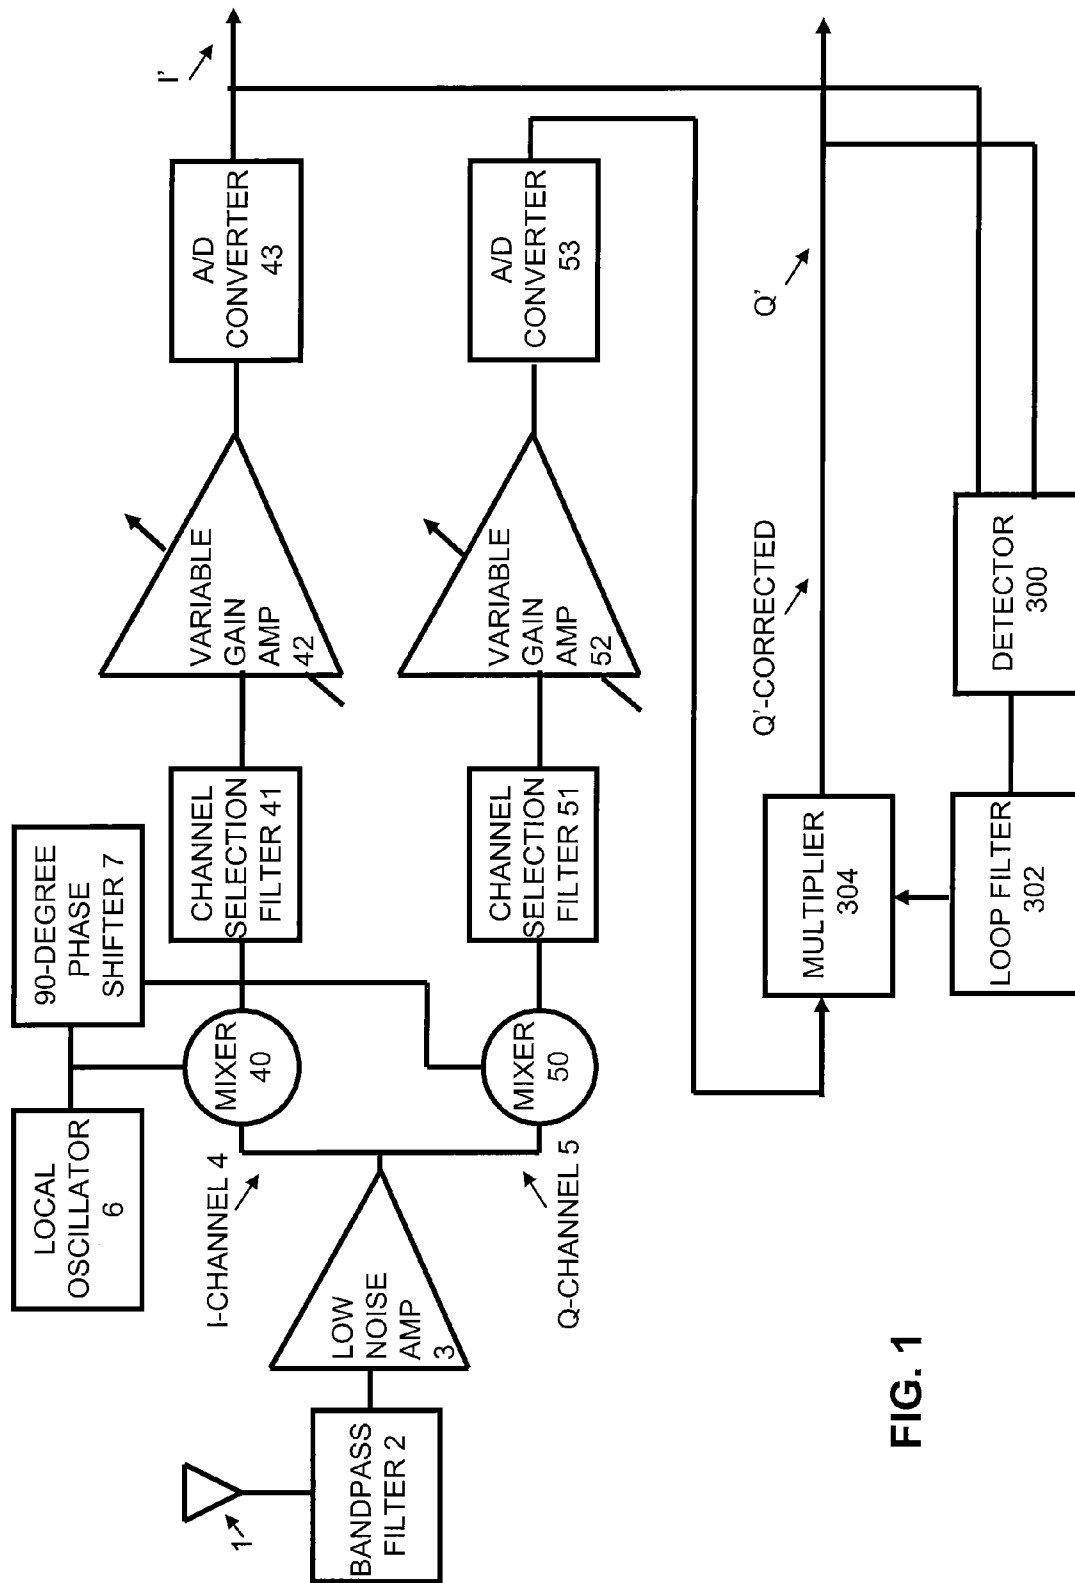 LOCAL
OSCILLATOR
6
90-DEGREE
PHASE
SHIFTER 7
1
BANDPASS
FILTER 2
LOW
NOISE
AMP
3
I-CHANNEL 4
MIXER
40
CHANNEL
SELECTION
FILTER 41
VARIABLE
GAIN
AMP
42
A/D
CONVERTER
43
I'
Q-CHANNEL 5
MIXER
50
CHANNEL
SELECTION
FILTER 51
VARIABLE
GAIN
AMP
52
A/D
CONVERTER
53
Q'-CORRECTED
Q'
MULTIPLIER
304
LOOP FILTER
302
DETECTOR
300
FIG. 1